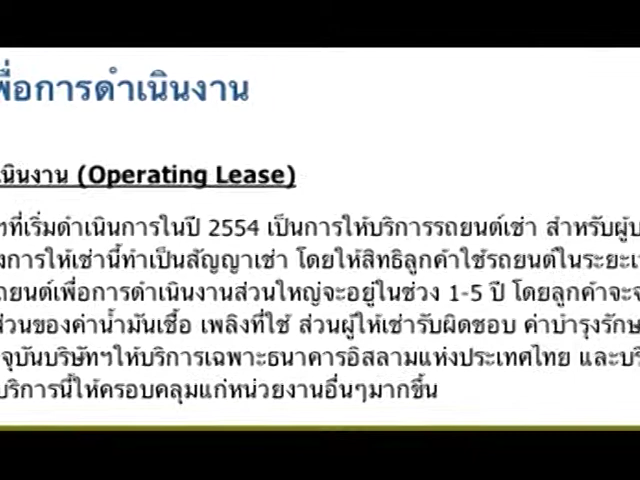 พื่อการดำเนินงาน
เนินงาน (Operating Lease)
ที่เริ่มดำเนินการในปี 2554 เป็นการให้บริการรถยนต์เช่า สำหรับผู้บ
งการให้เช่านี้ทำเป็นสัญญาเช่า โดยให้สิทธิลูกค้าใช้รถยนต์ในระยะเ
ถยนต์เพื่อการดำเนินงานส่วนใหญ่จะอยู่ในช่วง 1-5 ปี โดยลูกค้าจะจ
ส่วนของค่าน้ำมันเชื้อ เพลิงที่ใช้ ส่วนผู้ให้เช่ารับผิดชอบ ค่าบำรุงรักษ
จจุบันบริษัทฯให้บริการเฉพาะธนาคารอิสลามแห่งประเทศไทย และบริ
บริการนี้ให้ครอบคลุมแก่หน่วยงานอื่นๆมากขึ้น